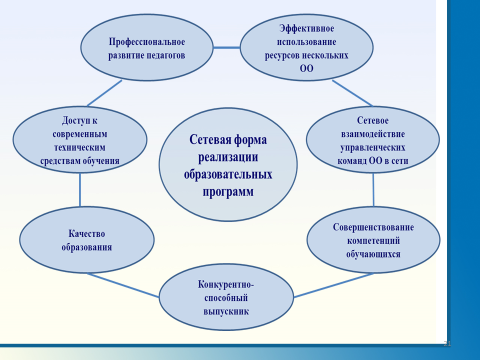 Профессиональное
развитие педагогов
Эффективное
использование
ресурсов нескольких
ОО
Доступ к
современным
техническим
средствам обучения
Сетевая форма
реализации
образовательных
программ
Сетевое
взаимодействие
управленческих
команд ОО в сети
Качество
образования
Совершенствование
компетенций
обучающихся
Конкурентно-
способный
выпускник